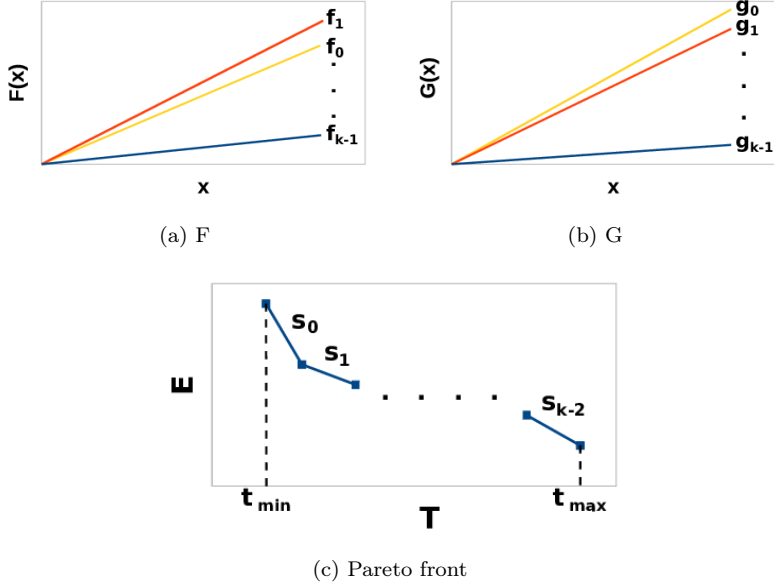 f₁
f₀
.
.
.
fₖ₋₁
F(x)
x
(a) F
g₀
g₁
.
.
.
gₖ₋₁
G(x)
x
(b) G
s₀
s₁
. . . .
sₖ₋₂
E
t min
t max
T
(c) Pareto front